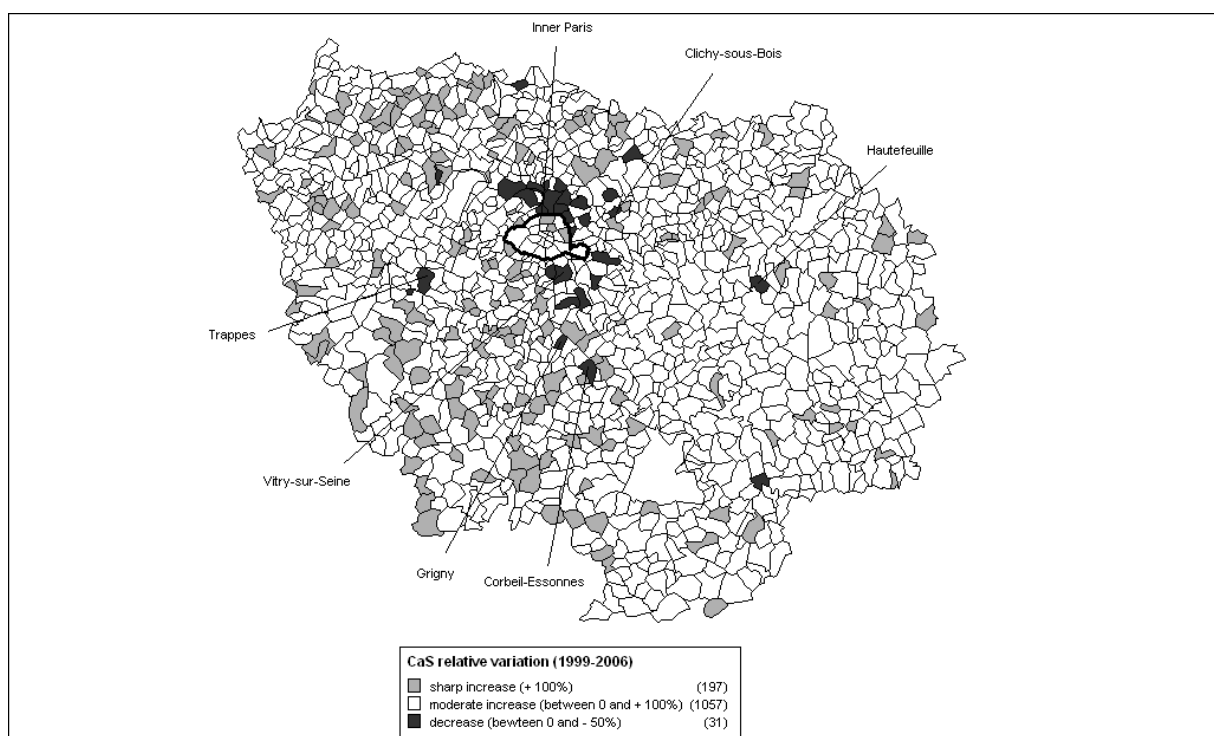 Inner Paris
Clichy-sous-Bois
Hautefeuille
Trappes
Vitry-sur-Seine
Grigny
Corbeil-Essonnes
CaS relative variation (1999-2006)
sharp increase (+ 100%) (197)
moderate increase (between 0 and + 100%) (1057)
decrease (bewteen 0 and - 50%) (31)